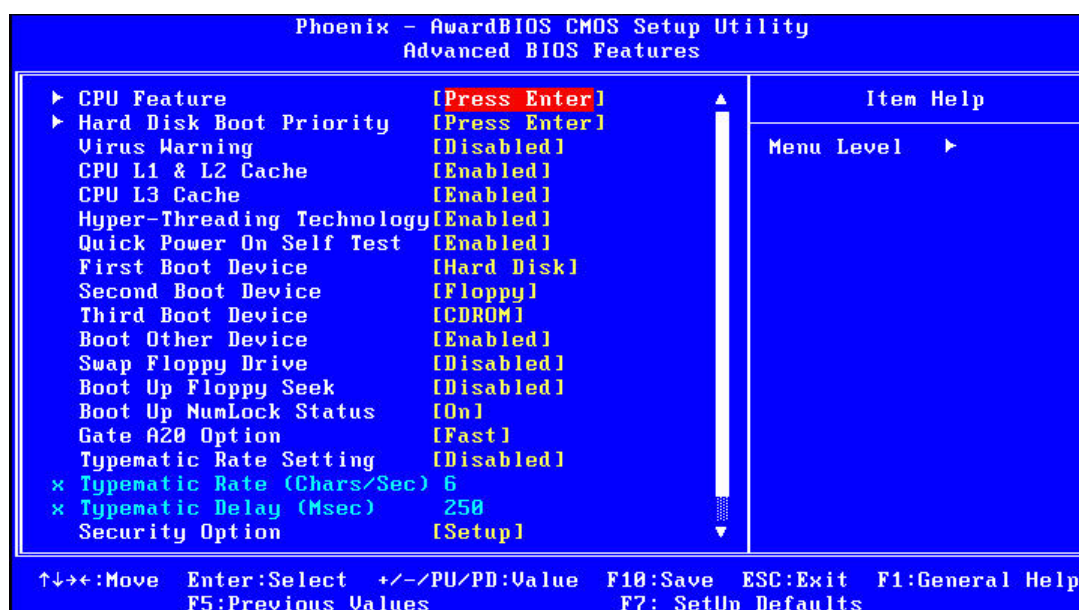 Phoenix - AwardBIOS CMOS Setup Utility
Advanced BIOS Features
CPU Feature [Press Enter]
Hard Disk Boot Priority [Press Enter]
Virus Warning [Disabled]
CPU L1 & L2 Cache [Enabled]
CPU L3 Cache [Enabled]
Hyper-Threading Technology[Enabled]
Quick Power On Self Test [Enabled]
First Boot Device [Hard Disk]
Second Boot Device [Floppy]
Third Boot Device [CDROM]
Boot Other Device [Enabled]
Swap Floppy Drive [Disabled]
Boot Up Floppy Seek [Disabled]
Boot Up NumLock Status [On]
Gate A20 Option [Fast]
Typematic Rate Setting [Disabled]
x Typematic Rate (Chars/Sec) 6
x Typematic Delay (Msec) 250
Security Option [Setup]
Item Help
Menu Level
↑↓→←:Move Enter:Select +/-/PU/PD:Value F10:Save ESC:Exit F1:General Help
F5:Previous Values F7: SetUp Defaults